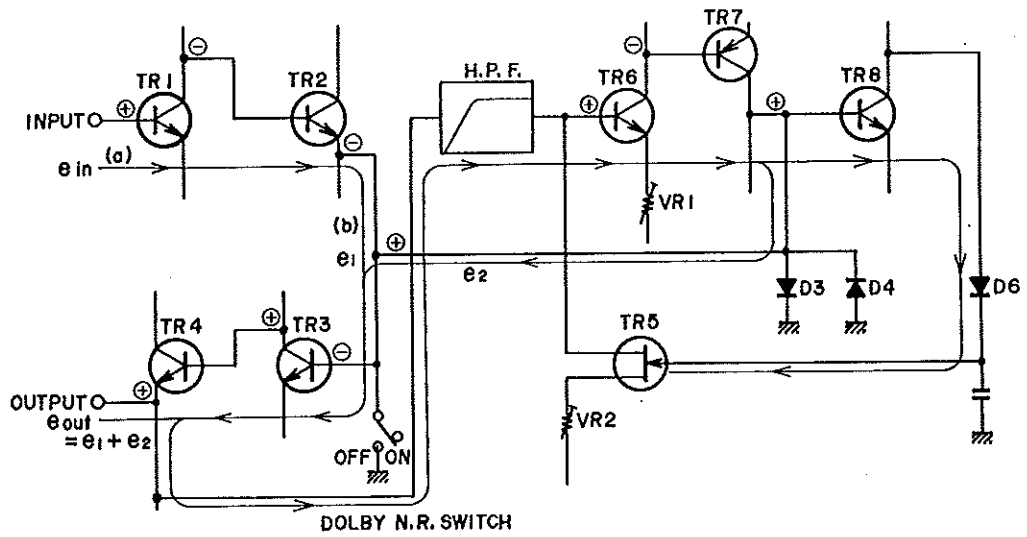 TR7
TR1
⊖
TR2
H.P.F.
TR6
⊖
TR8
INPUT
⊕
⊖
⊕
⊕
e in
(a)
(b)
VR1
e1
⊕
e2
D3
D4
D6
TR4
⊕
TR3
⊖
TR5
OUTPUT
⊕
e out
= e1 + e2
OFF
ON
VR2
DOLBY N.R. SWITCH